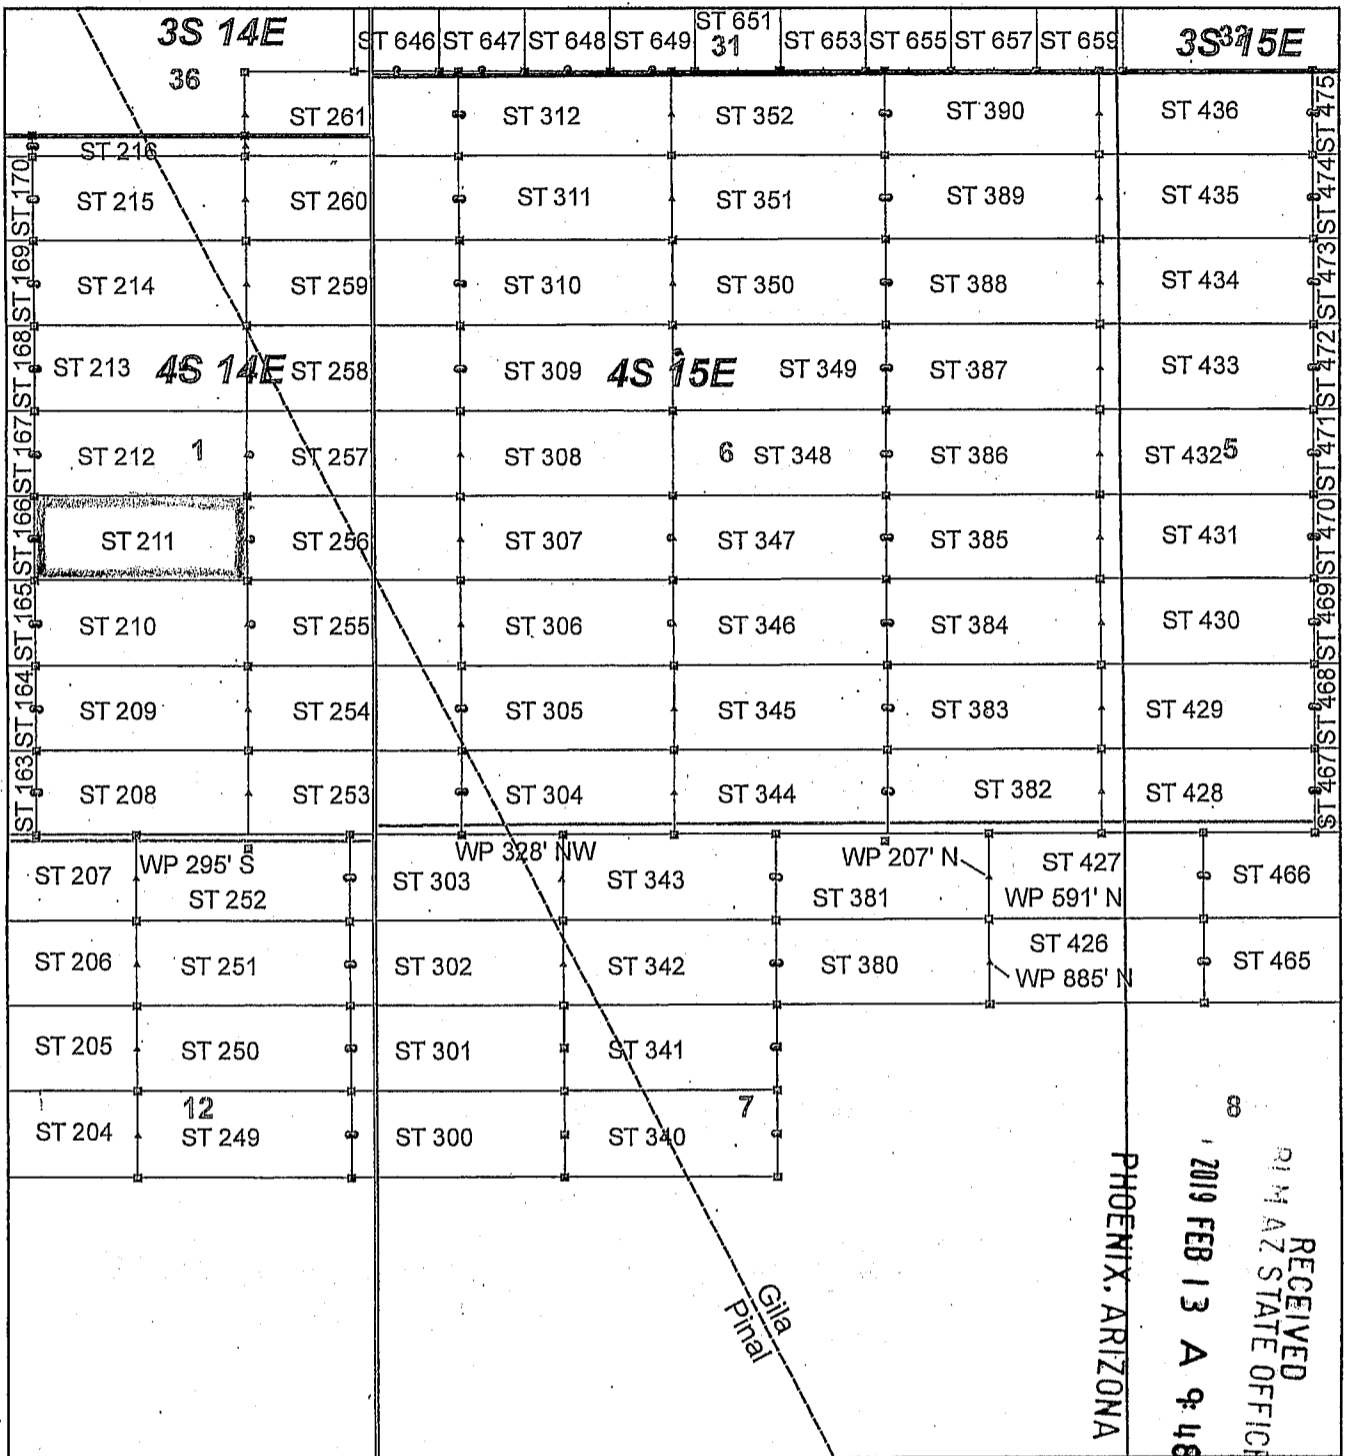 3S 14E
ST 646 ST 647 ST 648 ST 649 ST 651 ST 653 ST 655 ST 657 ST 659
31
3S 15E
32
36
ST 261 ST 312 ST 352 ST 390 ST 436 ST 475
ST 216
ST 170 ST 215 ST 260 ST 311 ST 351 ST 389 ST 435 ST 474
ST 169 ST 214 ST 259 ST 310 ST 350 ST 388 ST 434 ST 473
ST 168 ST 213 4S 14E ST 258 ST 309 4S 15E ST 349 ST 387 ST 433 ST 472
ST 167 ST 212 1 ST 257 ST 308 6 ST 348 ST 386 ST 432 5 ST 471
ST 166 ST 211 ST 256 ST 307 ST 347 ST 385 ST 431 ST 470
ST 165 ST 210 ST 255 ST 306 ST 346 ST 384 ST 430 ST 469
ST 164 ST 209 ST 254 ST 305 ST 345 ST 383 ST 429 ST 468
ST 163 ST 208 ST 253 ST 304 ST 344 ST 382 ST 428 ST 467
WP 295' S WP 328' NW WP 207' N
ST 207 ST 252 ST 303 ST 343 ST 381 ST 427 ST 466
WP 591' N
ST 206 ST 251 ST 302 ST 342 ST 380 ST 426 ST 465
WP 885' N
ST 205 ST 250 ST 301 ST 341
12 7 8
ST 204 ST 249 ST 300 ST 340
Gila
Pinal
RECEIVED
AZ STATE OFFIC
2019 FEB 13 A 9:48
PHOENIX, ARIZONA